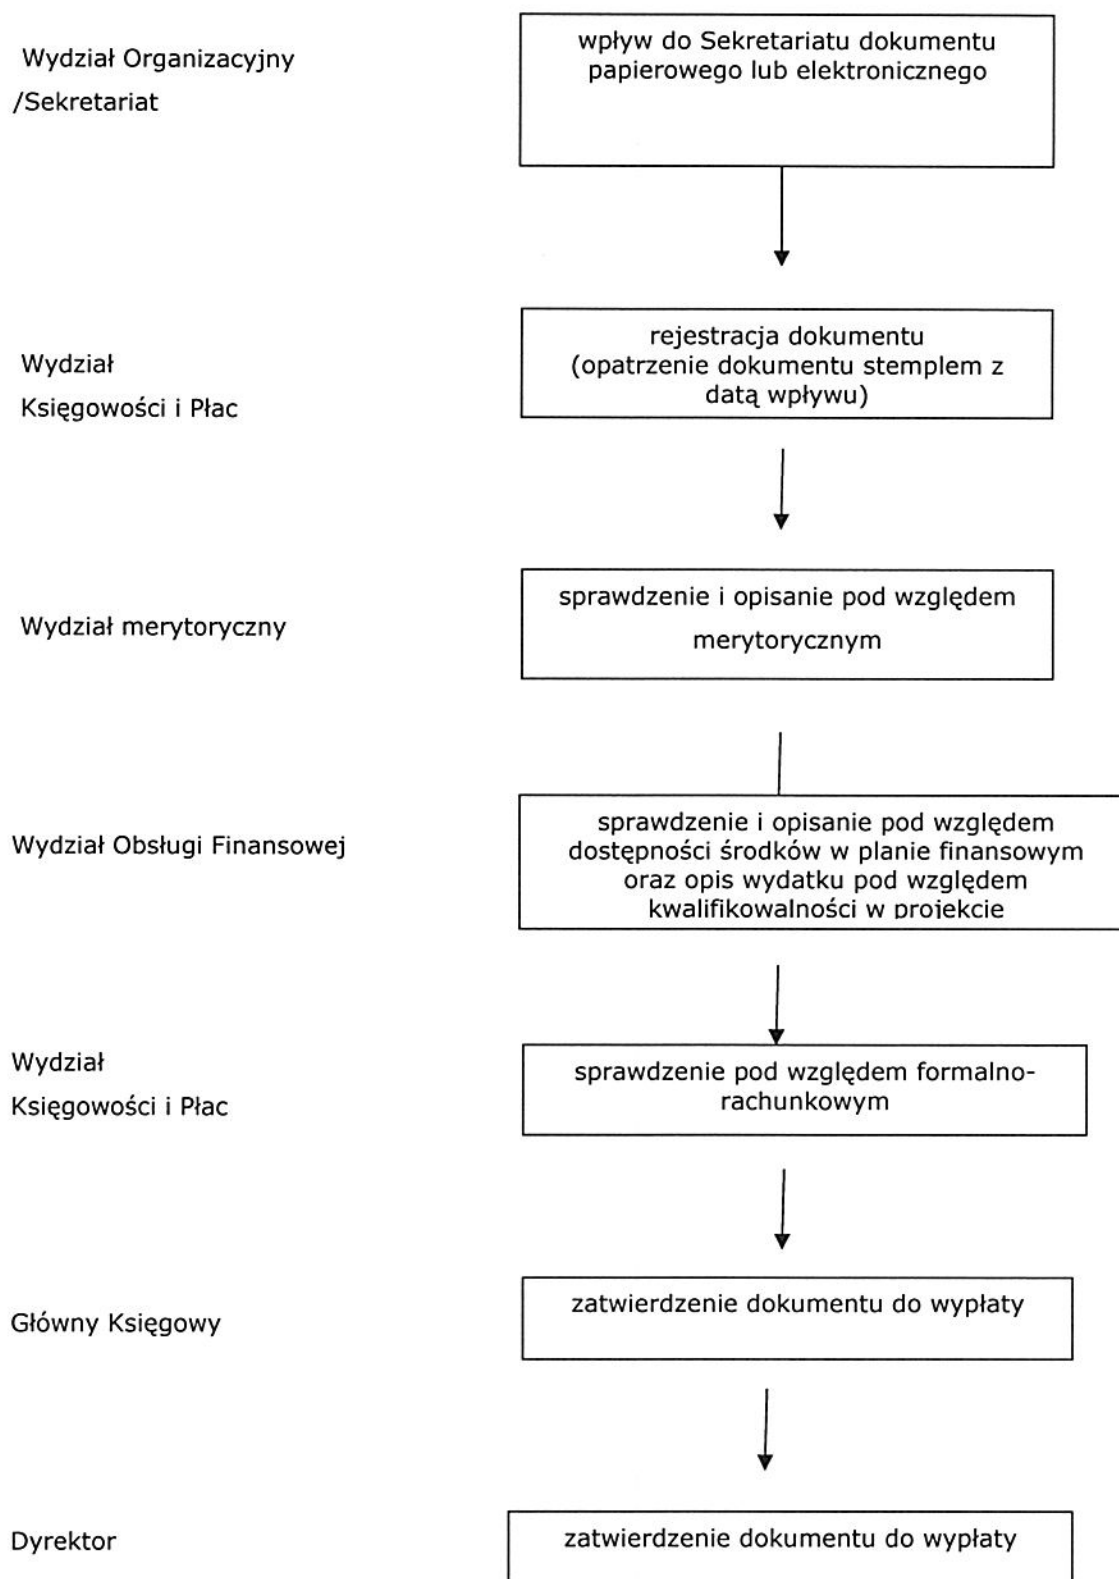 Wydział Organizacyjny
/Sekretariat
wpływ do Sekretariatu dokumentu
papierowego lub elektronicznego
Wydział
Księgowości i Płac
rejestracja dokumentu
(opatrzenie dokumentu stemplem z
datą wpływu)
Wydział merytoryczny
sprawdzenie i opisanie pod względem
merytorycznym
Wydział Obsługi Finansowej
sprawdzenie i opisanie pod względem
dostępności środków w planie finansowym
oraz opis wydatku pod względem
kwalifikowalności w projekcie
Wydział
Księgowości i Płac
sprawdzenie pod względem formalno-
rachunkowym
Główny Księgowy
zatwierdzenie dokumentu do wypłaty
Dyrektor
zatwierdzenie dokumentu do wypłaty